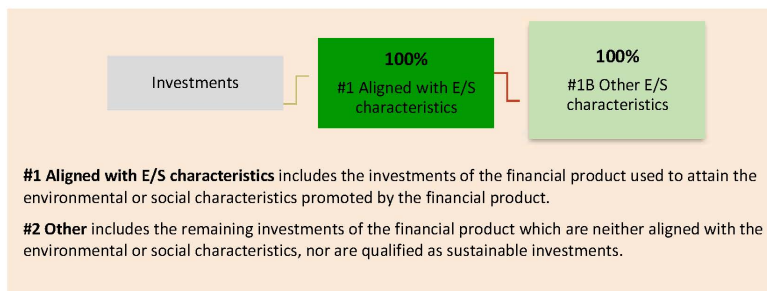 Investments
100%
#1 Aligned with E/S
characteristics
100%
#1B Other E/S
characteristics
#1 Aligned with E/S characteristics includes the investments of the financial product used to attain the
environmental or social characteristics promoted by the financial product.
#2 Other includes the remaining investments of the financial product which are neither aligned with the
environmental or social characteristics, nor are qualified as sustainable investments.